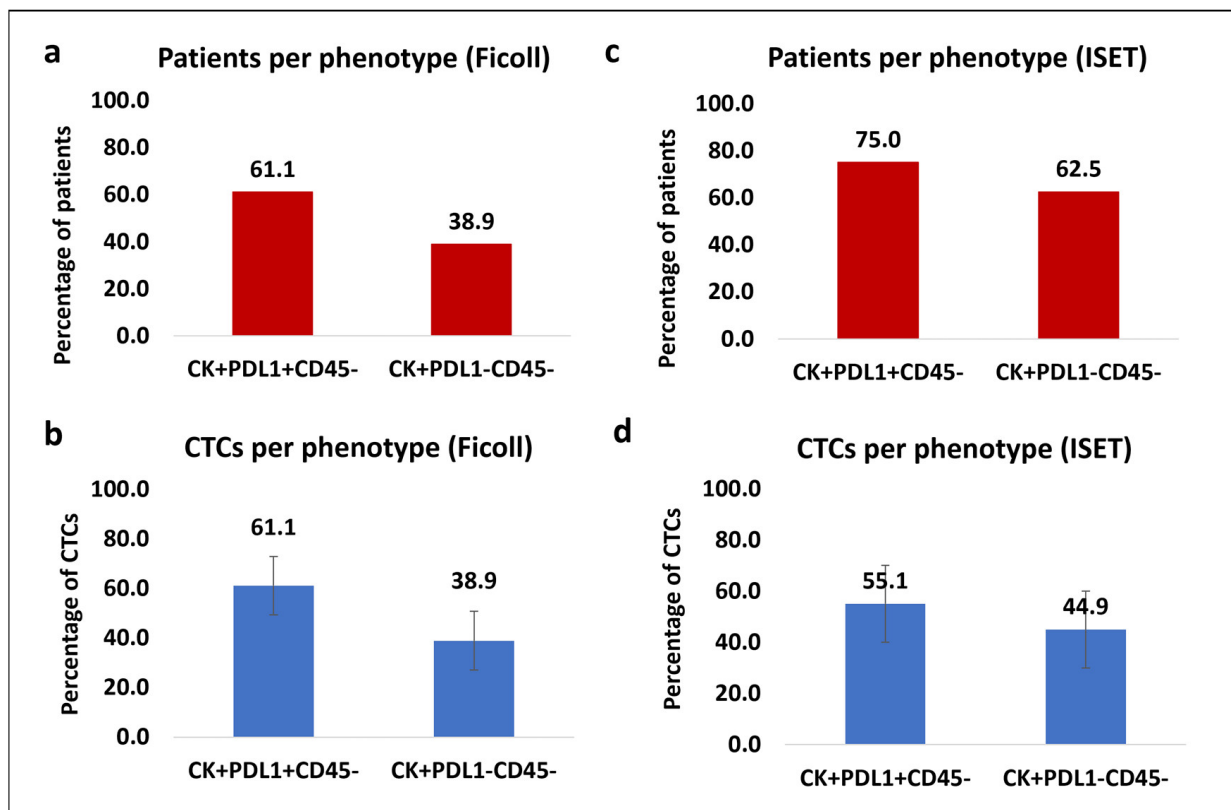 a
Patients per phenotype (Ficoll)
Percentage of patients
100.0
80.0
60.0
40.0
20.0
0.0
61.1
38.9
CK+PDL1+CD45-
CK+PDL1-CD45-
c
Patients per phenotype (ISET)
Percentage of patients
100.0
80.0
60.0
40.0
20.0
0.0
75.0
62.5
CK+PDL1+CD45-
CK+PDL1-CD45-
b
CTCs per phenotype (Ficoll)
Percentage of CTCs
100.0
80.0
60.0
40.0
20.0
0.0
61.1
38.9
CK+PDL1+CD45-
CK+PDL1-CD45-
d
CTCs per phenotype (ISET)
Percentage of CTCs
100.0
80.0
60.0
40.0
20.0
0.0
55.1
44.9
CK+PDL1+CD45-
CK+PDL1-CD45-